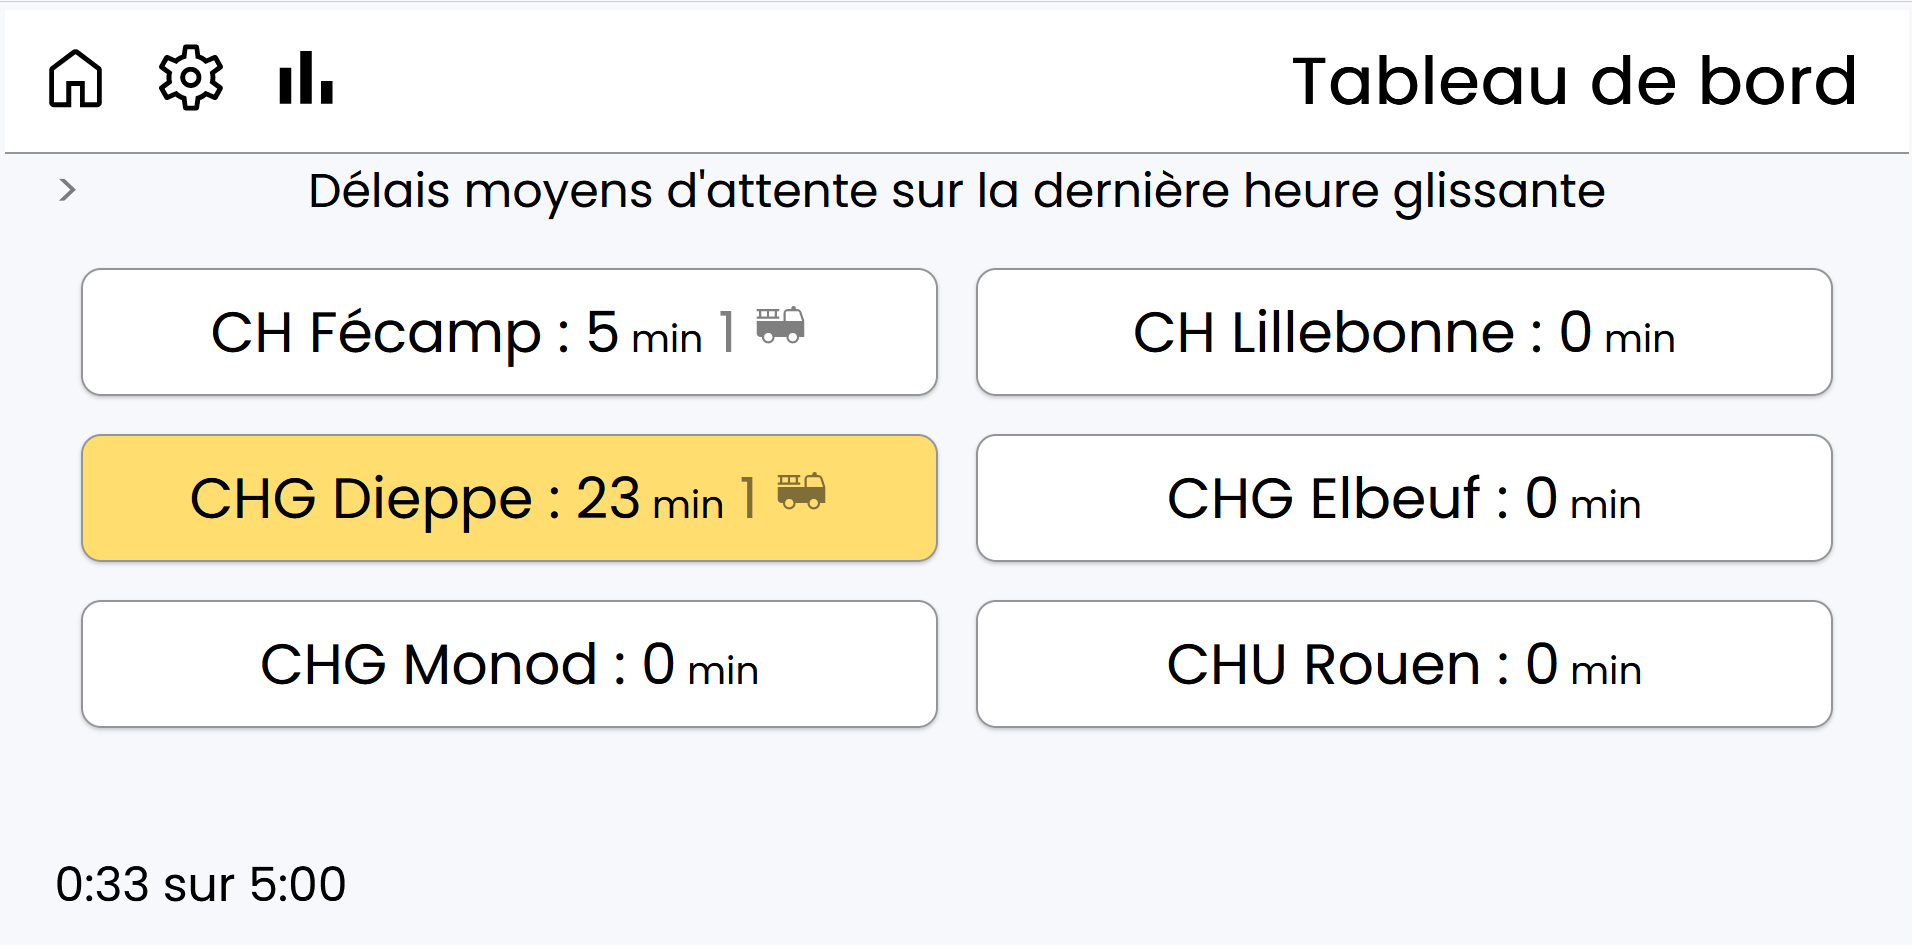 Tableau de bord
> Délais moyens d'attente sur la dernière heure glissante
CH Fécamp : 5 min 1
CH Lillebonne : 0 min
CHG Dieppe : 23 min 1
CHG Elbeuf : 0 min
CHG Monod : 0 min
CHU Rouen : 0 min
0:33 sur 5:00